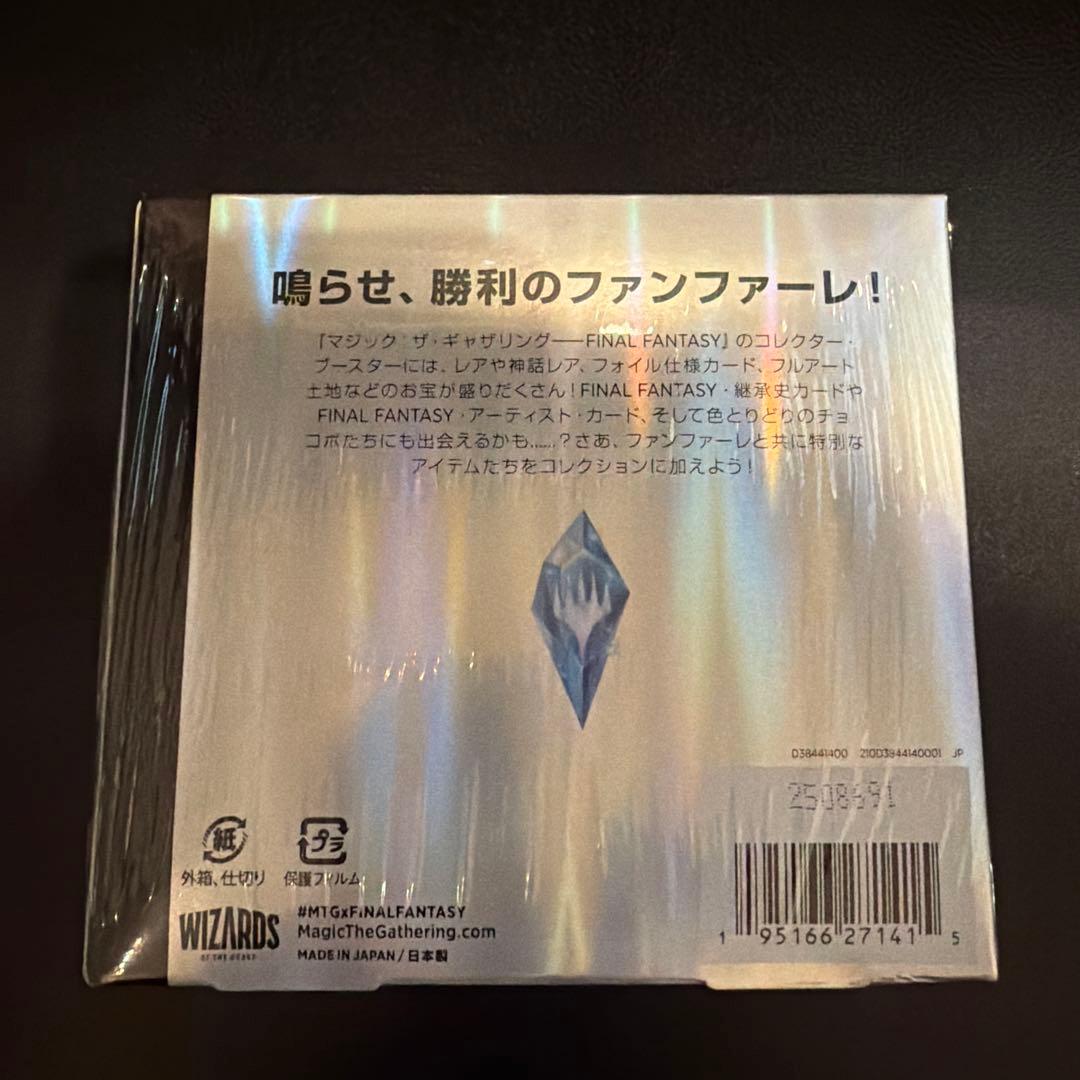 鳴らせ、勝利のファンファーレ！
『マジック：ザ・ギャザリング——FINAL FANTASY』のコレクター・
ブースターには、レアや神話レア、フォイル仕様カード、フルアート
土地などのお宝が盛りだくさん！FINAL FANTASY・継承史カードや
FINAL FANTASY・アーティスト・カード、そして色とりどりのチョ
コボたちにも出会えるかも……？さあ、ファンファーレと共に特別な
アイテムたちをコレクションに加えよう！
D38441400 210D3844140001 JP
2508691
紙
プラ
外箱、仕切り
保護フィルム
WIZARDS
OF THE COAST
#MTGxFINALFANTASY
MagicTheGathering.com
MADE IN JAPAN / 日本製
1 95166 27141 5